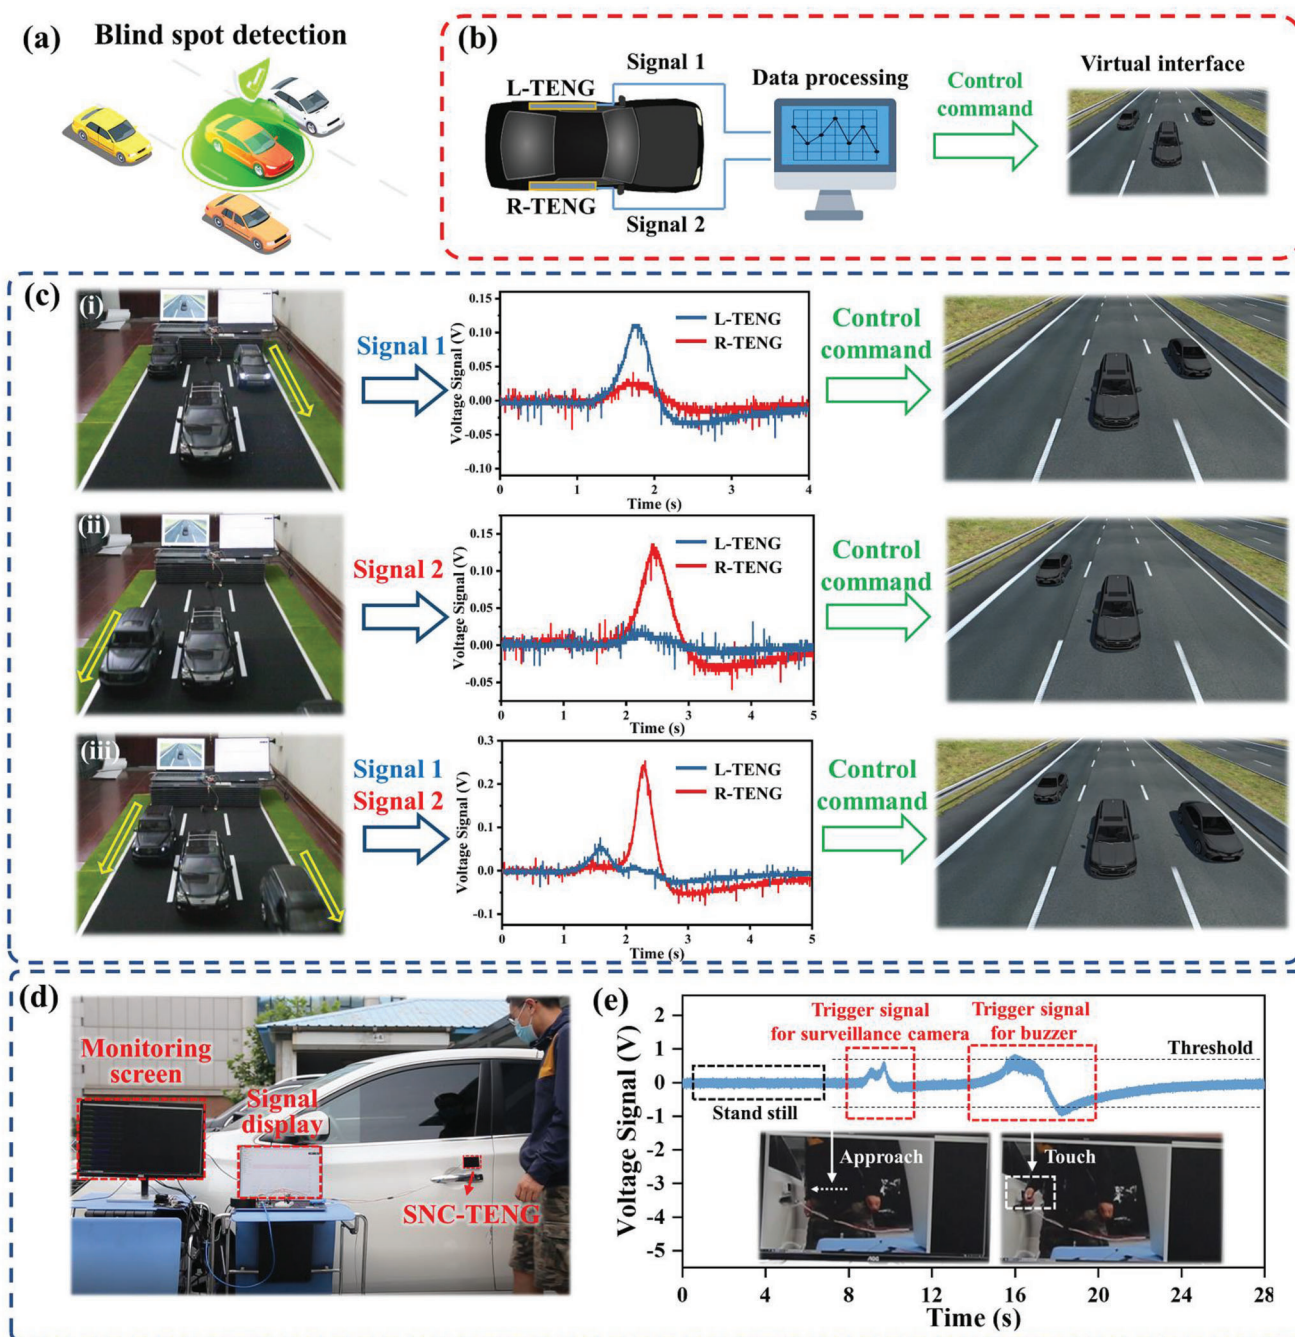 (a)
Blind spot detection
(b)
Signal 1
L-TENG
R-TENG
Signal 2
Data processing
Control
command
Virtual interface
(c)
(i)
Signal 1
Voltage Signal (V)
0.15
0.10
0.05
0.00
-0.05
-0.10
0
1
2
3
4
Time (s)
L-TENG
R-TENG
Control
command
(ii)
Signal 2
Voltage Signal (V)
0.15
0.10
0.05
0.00
-0.05
0
1
2
3
4
5
Time (s)
L-TENG
R-TENG
Control
command
(iii)
Signal 1
Signal 2
Voltage Signal (V)
0.3
0.2
0.1
0.0
-0.1
0
1
2
3
4
5
Time (s)
L-TENG
R-TENG
Control
command
(d)
Monitoring
screen
Signal
display
SNC-TENG
(e)
Voltage Signal (V)
2
1
0
-1
-2
-3
-4
-5
0
4
8
12
16
20
24
28
Time (s)
Trigger signal
for surveillance camera
Trigger signal
for buzzer
Threshold
Stand still
Approach
Touch